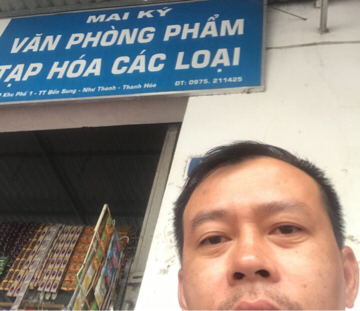 MAI KÝ
VĂN PHÒNG PHẨM
TẠP HÓA CÁC LOẠI
Khu Phố 1 - TT Bến Sung - Như Thanh - Thanh Hóa ĐT: 0975. 211425